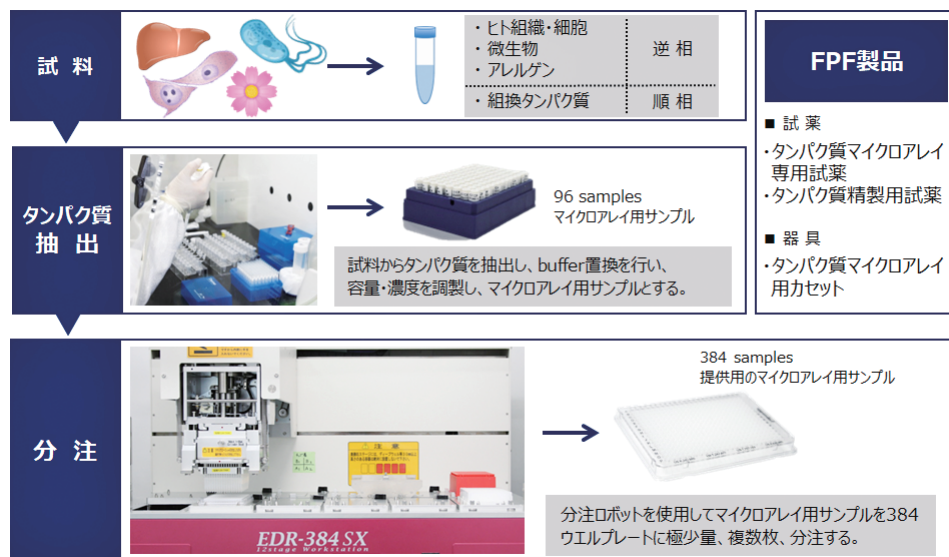 試 料
・ヒト組織・細胞
・微生物
・アレルゲン
逆 相
・組換タンパク質
順 相
FPF製品
■ 試 薬
・タンパク質マイクロアレイ
専用試薬
・タンパク質精製用試薬
■ 器 具
・タンパク質マイクロアレイ
用カセット
タンパク質
抽 出
96 samples
マイクロアレイ用サンプル
試料からタンパク質を抽出し、buffer置換を行い、
容量・濃度を調製し、マイクロアレイ用サンプルとする。
分 注
注 意
EDR-384 SX
12stage Workstation
384 samples
提供用のマイクロアレイ用サンプル
分注ロボットを使用してマイクロアレイ用サンプルを384
ウエルプレートに極少量、複数枚、分注する。